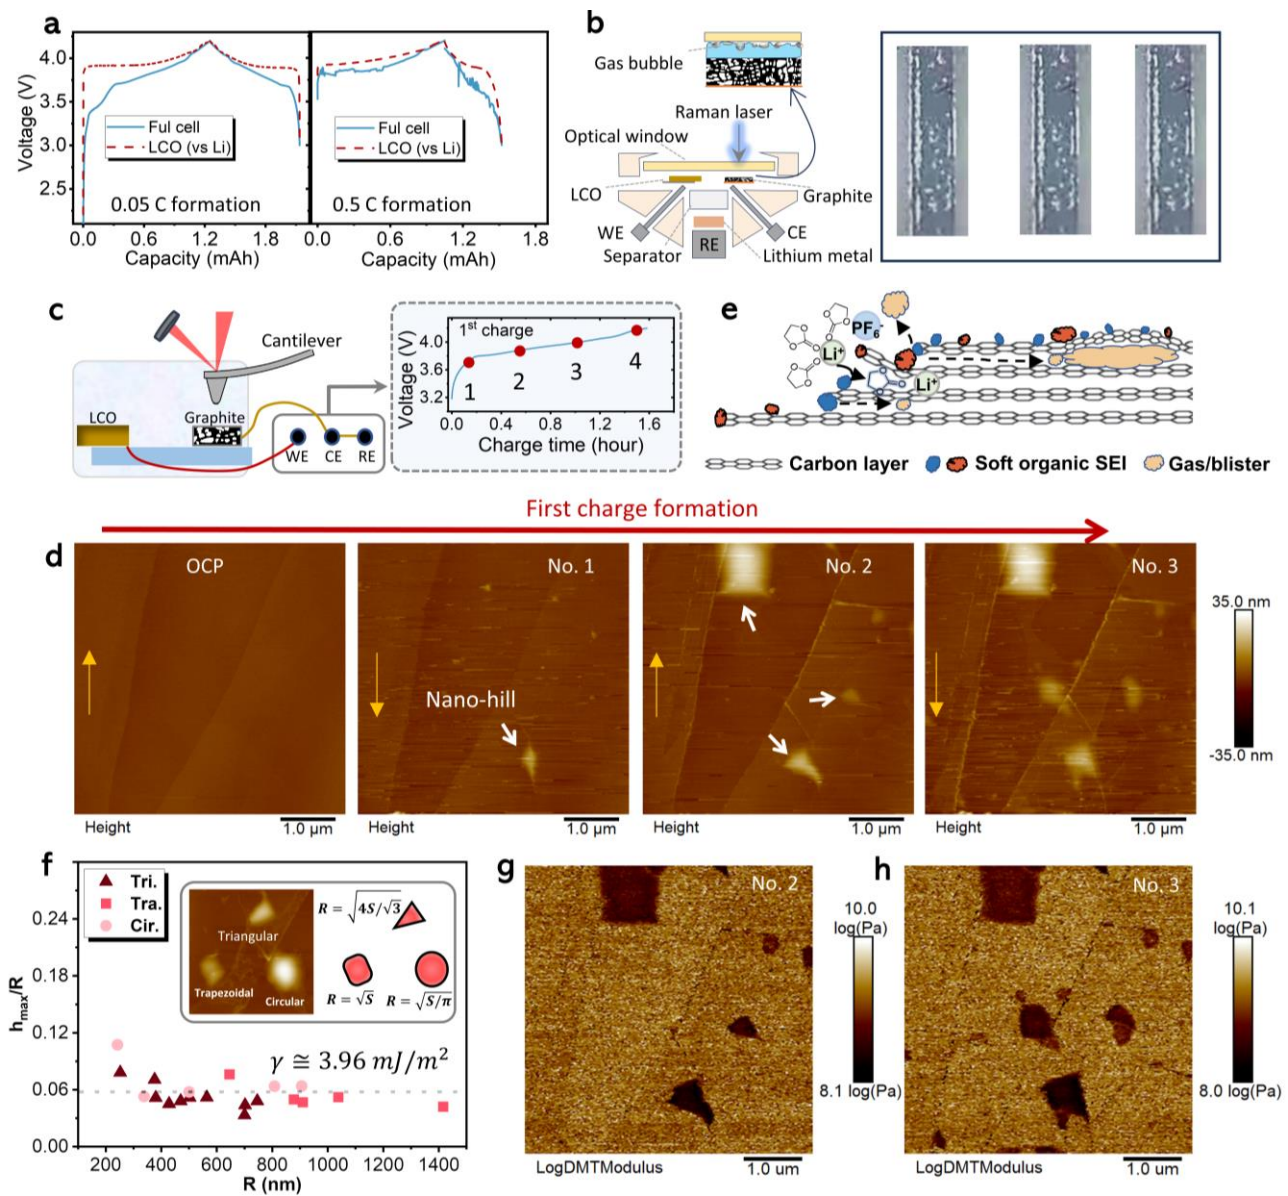 a
4.0
3.5
3.0
2.5
Voltage (V)
Ful cell
LCO (vs Li)
0.05 C formation
0.0 0.6 1.2 1.8
Capacity (mAh)
Ful cell
LCO (vs Li)
0.5 C formation
0.0 0.6 1.2 1.8
Capacity (mAh)
b
Gas bubble
Raman laser
Optical window
LCO
Graphite
WE
RE
CE
Separator
Lithium metal
c
Cantilever
LCO
Graphite
WE CE RE
1st charge
4.0
3.6
3.2
Voltage (V)
1
2
3
4
0.0 0.4 0.8 1.2 1.6
Charge time (hour)
e
PF6-
Li+
Li+
Carbon layer
Soft organic SEI
Gas/blister
First charge formation
d
OCP
Height
1.0 µm
No. 1
Nano-hill
Height
1.0 µm
No. 2
Height
1.0 µm
No. 3
Height
1.0 µm
35.0 nm
-35.0 nm
f
Tri.
Tra.
Cir.
0.24
0.18
0.12
0.06
0.00
hmax/R
Triangular
Trapezoidal
Circular
R = √4S/√3
R = √S
R = √S/π
γ ≅ 3.96 mJ/m²
200 400 600 800 1000 1200 1400
R (nm)
g
No. 2
10.0
log(Pa)
8.1 log(Pa)
LogDMTModulus
1.0 um
h
No. 3
10.1
log(Pa)
8.0 log(Pa)
LogDMTModulus
1.0 um